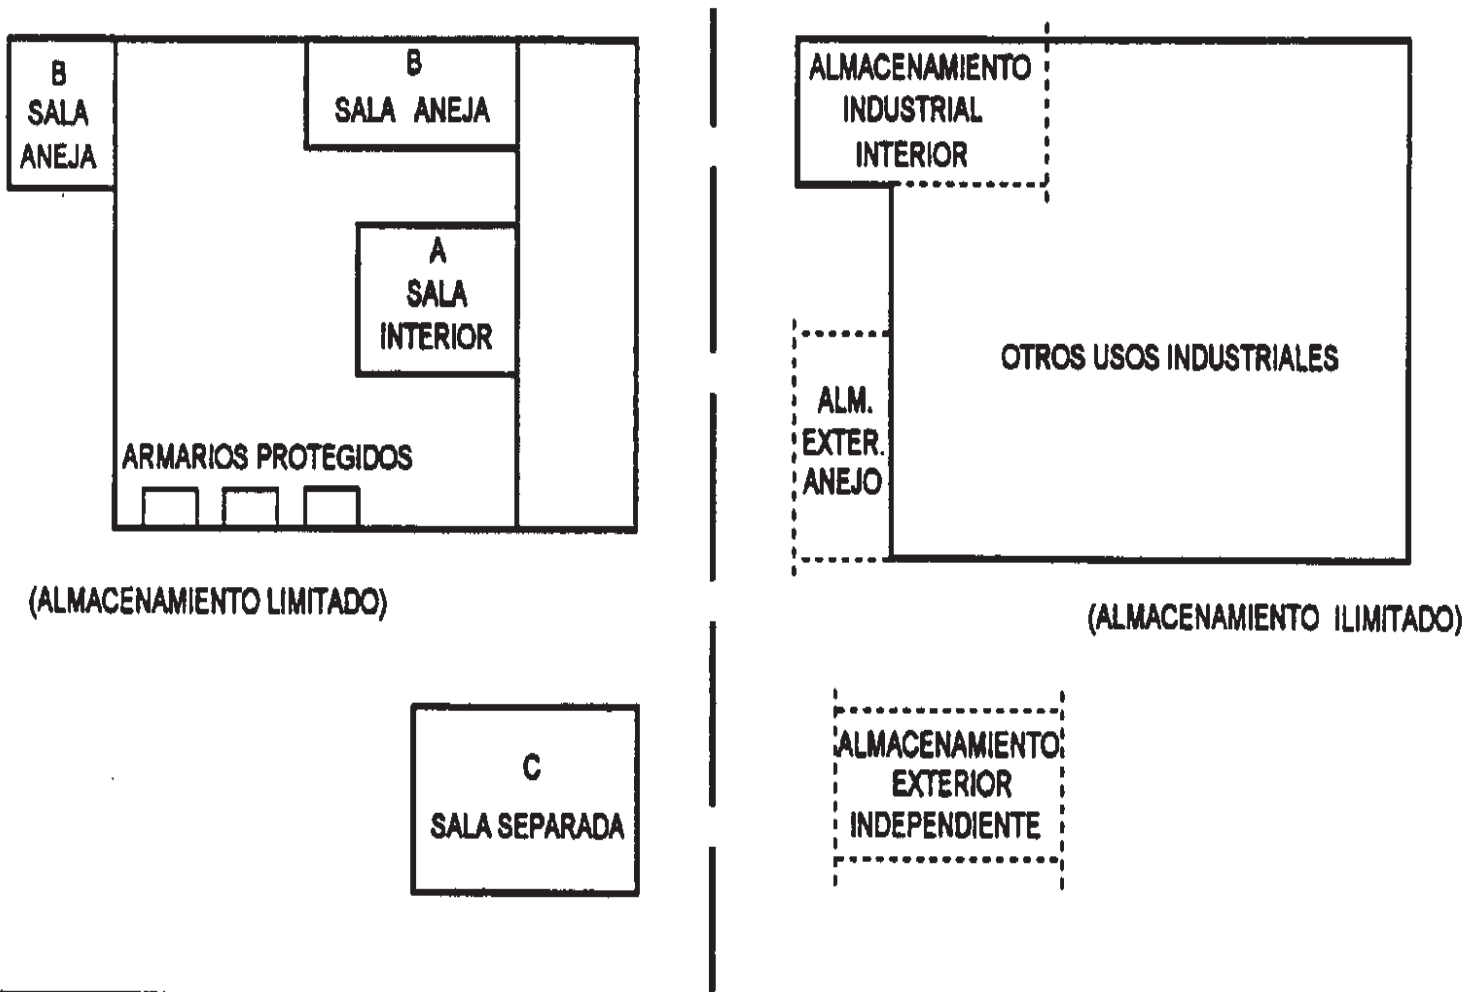 B
SALA
ANEJA
B
SALA ANEJA
A
SALA
INTERIOR
ARMARIOS PROTEGIDOS
(ALMACENAMIENTO LIMITADO)
C
SALA SEPARADA
ALMACENAMIENTO
INDUSTRIAL
INTERIOR
OTROS USOS INDUSTRIALES
ALM.
EXTER.
ANEJO
(ALMACENAMIENTO ILIMITADO)
ALMACENAMIENTO
EXTERIOR
INDEPENDIENTE